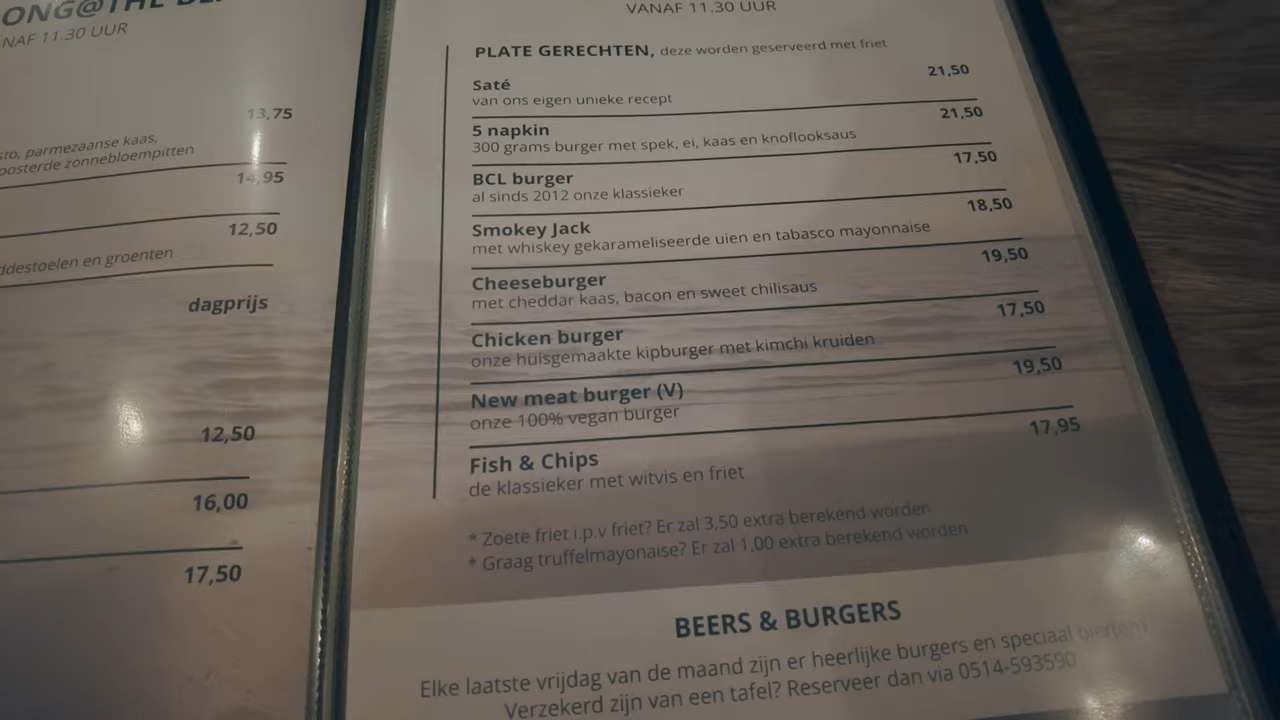 ONG@THE
NAF 11.30 UUR
13,75
sto, parmezaanse kaas,
oosterde zonnebloempitten
14,95
12,50
ddestoelen en groenten
dagprijs
12,50
16,00
17,50
VANAF 11.30 UUR
PLATE GERECHTEN, deze worden geserveerd met friet
Saté 21,50
van ons eigen unieke recept
5 napkin 21,50
300 grams burger met spek, ei, kaas en knoflooksaus
BCL burger 17,50
al sinds 2012 onze klassieker
Smokey Jack 18,50
met whiskey gekarameliseerde uien en tabasco mayonnaise
Cheeseburger 19,50
met cheddar kaas, bacon en sweet chilisaus
Chicken burger 17,50
onze huisgemaakte kipburger met kimchi kruiden
New meat burger (V) 19,50
onze 100% vegan burger
Fish & Chips 17,95
de klassieker met witvis en friet
* Zoete friet i.p.v friet? Er zal 3,50 extra berekend worden
* Graag truffelmayonaise? Er zal 1,00 extra berekend worden
BEERS & BURGERS
Elke laatste vrijdag van de maand zijn er heerlijke burgers en speciaal bier(en)
Verzekerd zijn van een tafel? Reserveer dan via 0514-593590